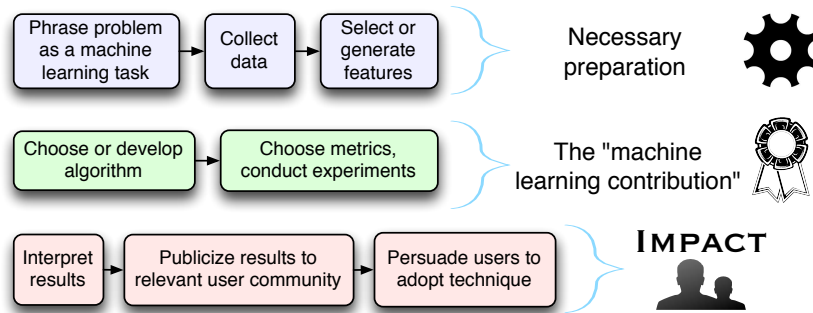 Phrase problem
as a machine
learning task
Collect
data
Select or
generate
features
Necessary
preparation
Choose or develop
algorithm
Choose metrics,
conduct experiments
The "machine
learning contribution"
Interpret
results
Publicize results to
relevant user community
Persuade users to
adopt technique
IMPACT